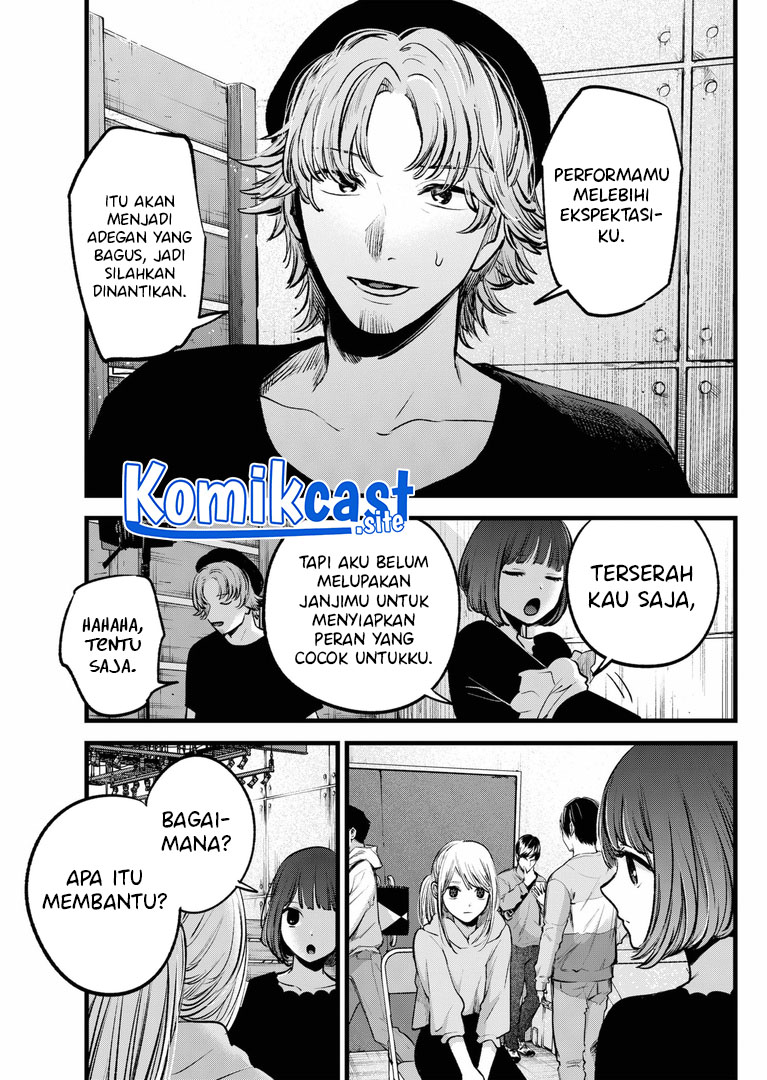 PERFORMAMU
MELEBIHI
EKSPEKTASI-
KU.
ITU AKAN
MENJADI
ADEGAN YANG
BAGUS, JADI
SILAHKAN
DINANTIKAN.
Komikcast
.site
TERSERAH
KAU SAJA,
TAPI AKU BELUM
MELUPAKAN
JANJIMU UNTUK
MENYIAPKAN
PERAN YANG
COCOK UNTUKKU.
HAHAHA,
TENTU
SAJA.
BAGAI-
MANA?
APA ITU
MEMBANTU?